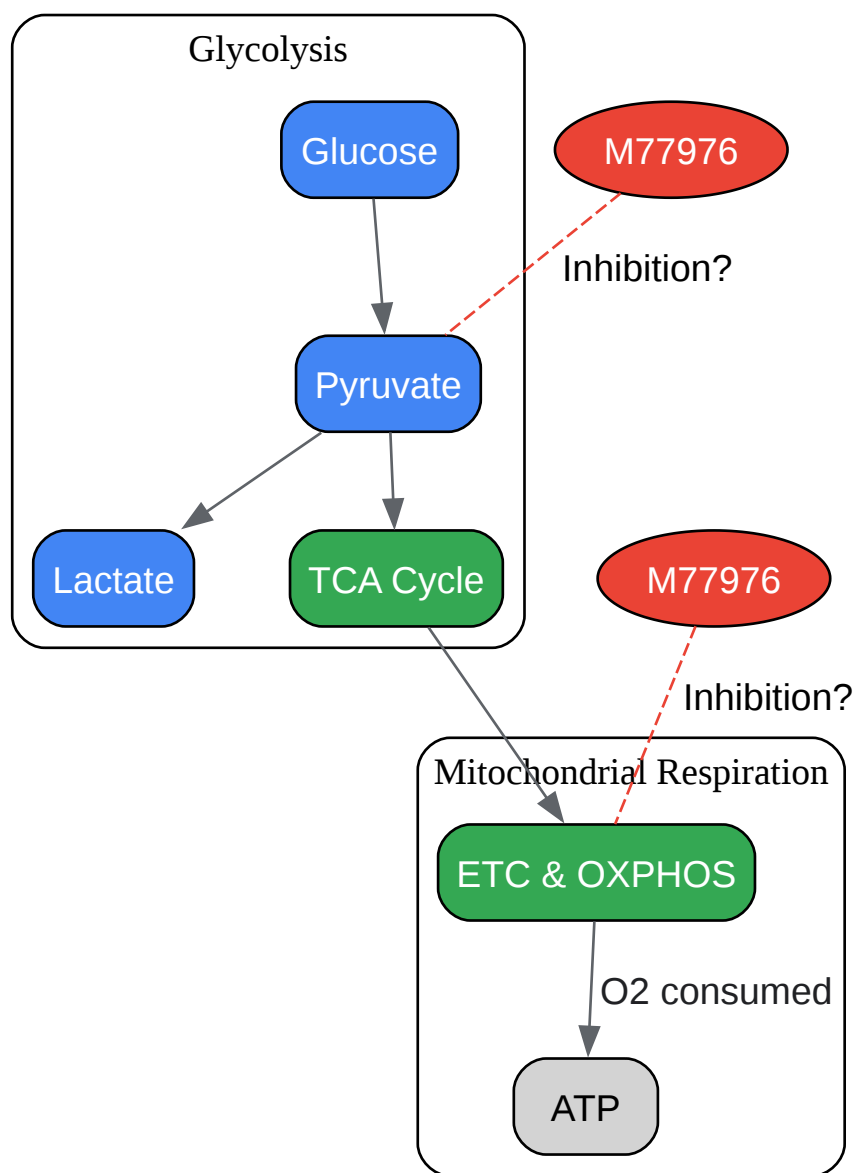 Glycolysis
Glucose
M77976
Inhibition?
Pyruvate
Lactate
TCA Cycle
M77976
Inhibition?
Mitochondrial Respiration
ETC & OXPHOS
O2 consumed
ATP